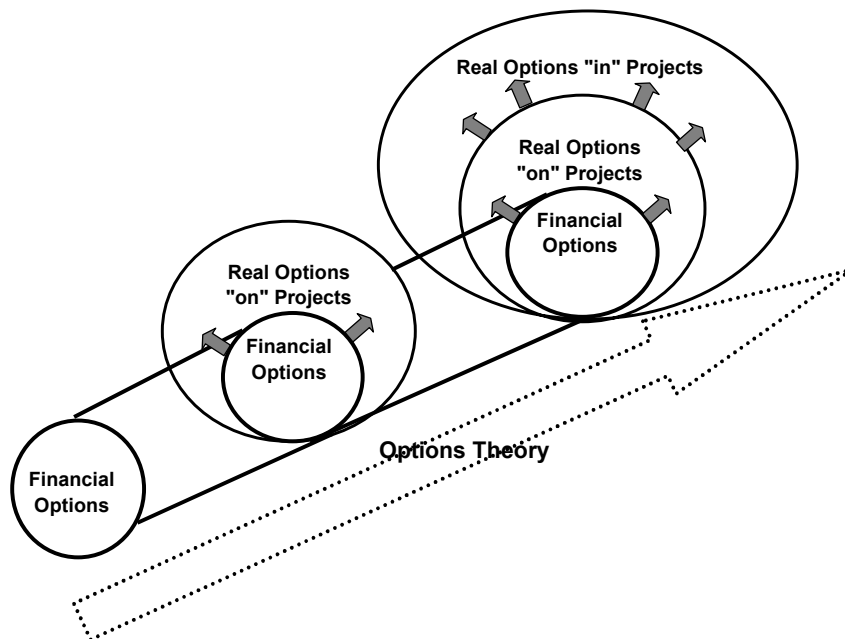 Real Options "in" Projects
Real Options
"on" Projects
Financial
Options
Real Options
"on" Projects
Financial
Options
Options Theory
Financial
Options